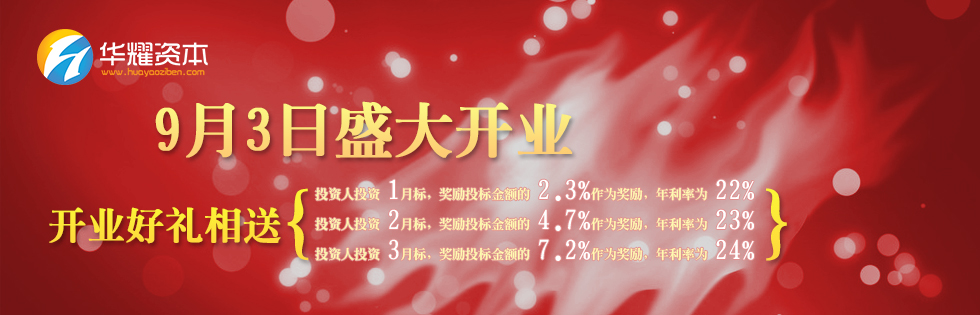 华耀资本
www.huayaoziben.com
9月3日盛大开业
开业好礼相送
投资人投资 1月标，奖励投标金额的 2.3%作为奖励，年利率为 22%
投资人投资 2月标，奖励投标金额的 4.7%作为奖励，年利率为 23%
投资人投资 3月标，奖励投标金额的 7.2%作为奖励，年利率为 24%